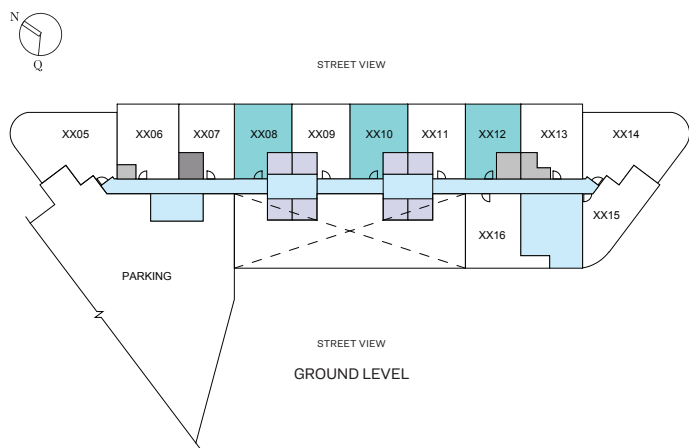 N
Q
STREET VIEW
XX05 XX06 XX07 XX08 XX09 XX10 XX11 XX12 XX13 XX14
XX15
XX16
PARKING
STREET VIEW
GROUND LEVEL